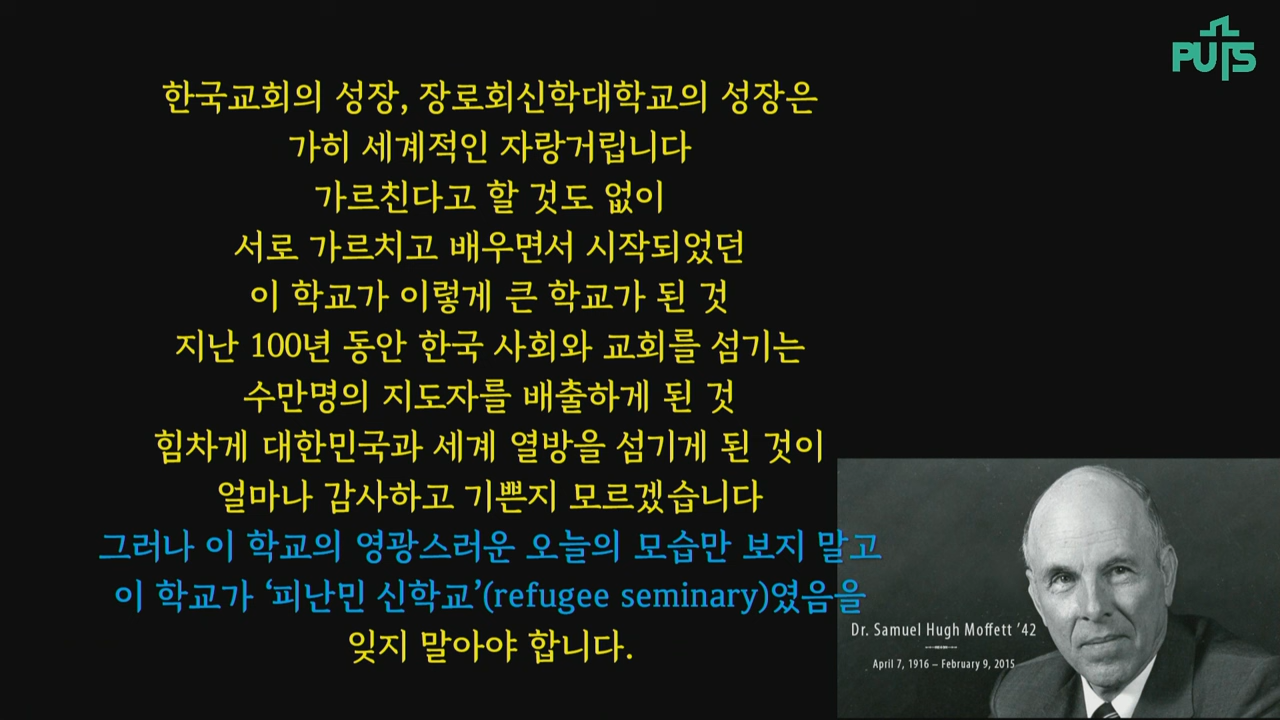 PUTS
한국교회의 성장, 장로회신학대학교의 성장은
가히 세계적인 자랑거립니다
가르친다고 할 것도 없이
서로 가르치고 배우면서 시작되었던
이 학교가 이렇게 큰 학교가 된 것
지난 100년 동안 한국 사회와 교회를 섬기는
수만명의 지도자를 배출하게 된 것
힘차게 대한민국과 세계 열방을 섬기게 된 것이
얼마나 감사하고 기쁜지 모르겠습니다
그러나 이 학교의 영광스러운 오늘의 모습만 보지 말고
이 학교가 ‘피난민 신학교’(refugee seminary)였음을
잊지 말아야 합니다.
Dr. Samuel Hugh Moffett ’42
April 7, 1916 – February 9, 2015